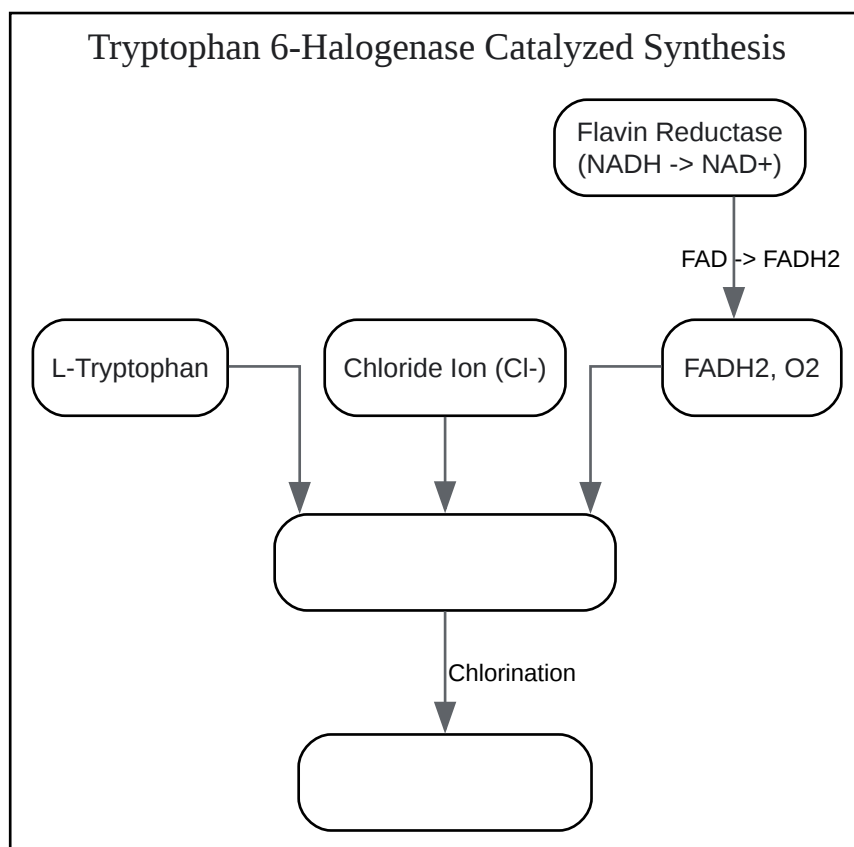 Tryptophan 6-Halogenase Catalyzed Synthesis
Flavin Reductase
(NADH -> NAD+)
FAD -> FADH2
L-Tryptophan
Chloride Ion (Cl-)
FADH2, O2
Chlorination